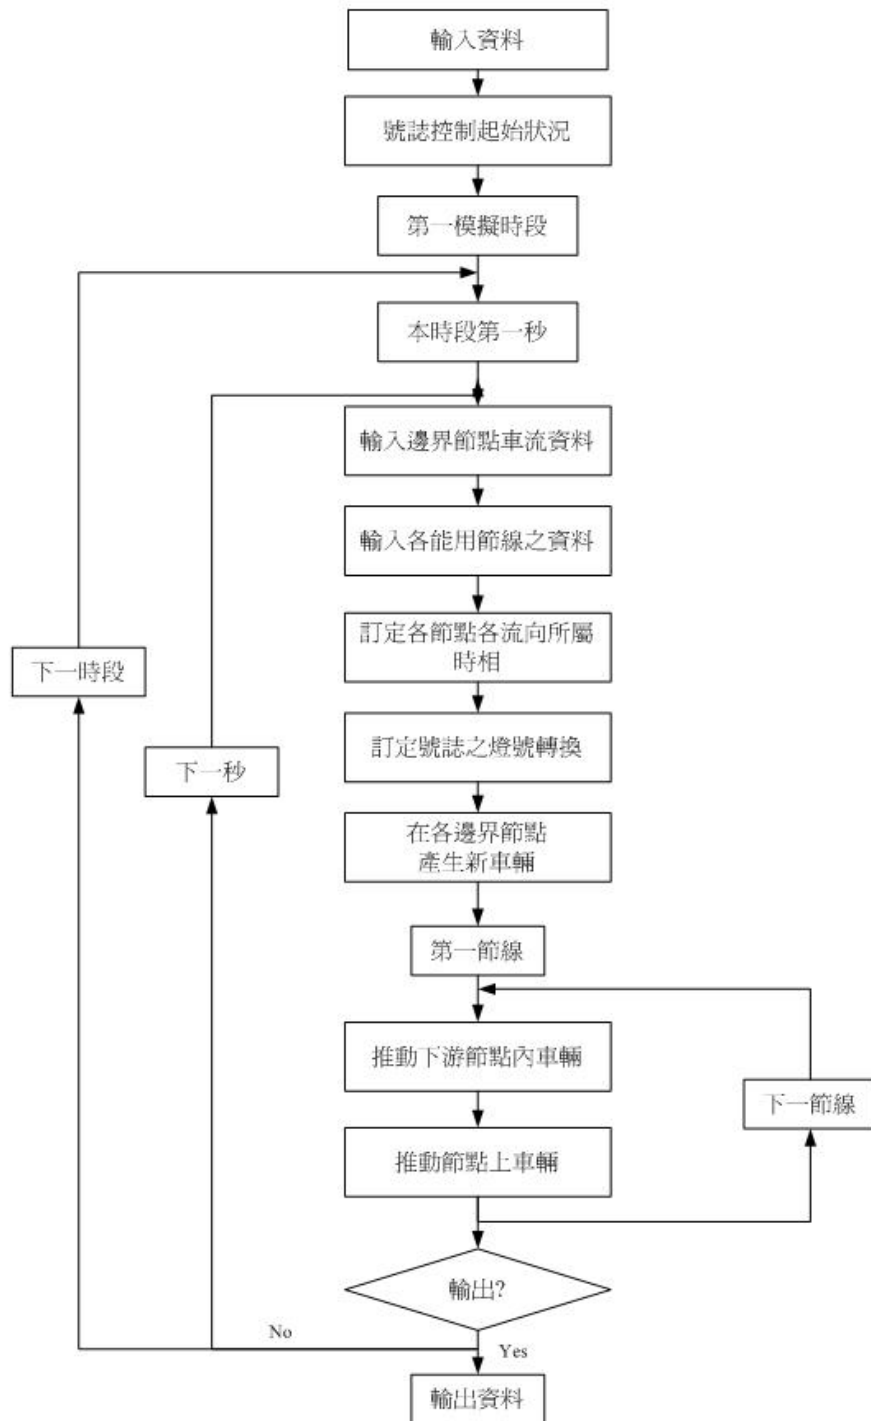 輸入資料
號誌控制起始狀況
第一模擬時段
本時段第一秒
輸入邊界節點車流資料
輸入各能用節線之資料
訂定各節點各流向所屬
時相
下一時段
訂定號誌之燈號轉換
下一秒
在各邊界節點
產生新車輛
第一節線
推動下游節點內車輛
下一節線
推動節點上車輛
輸出?
No
Yes
輸出資料